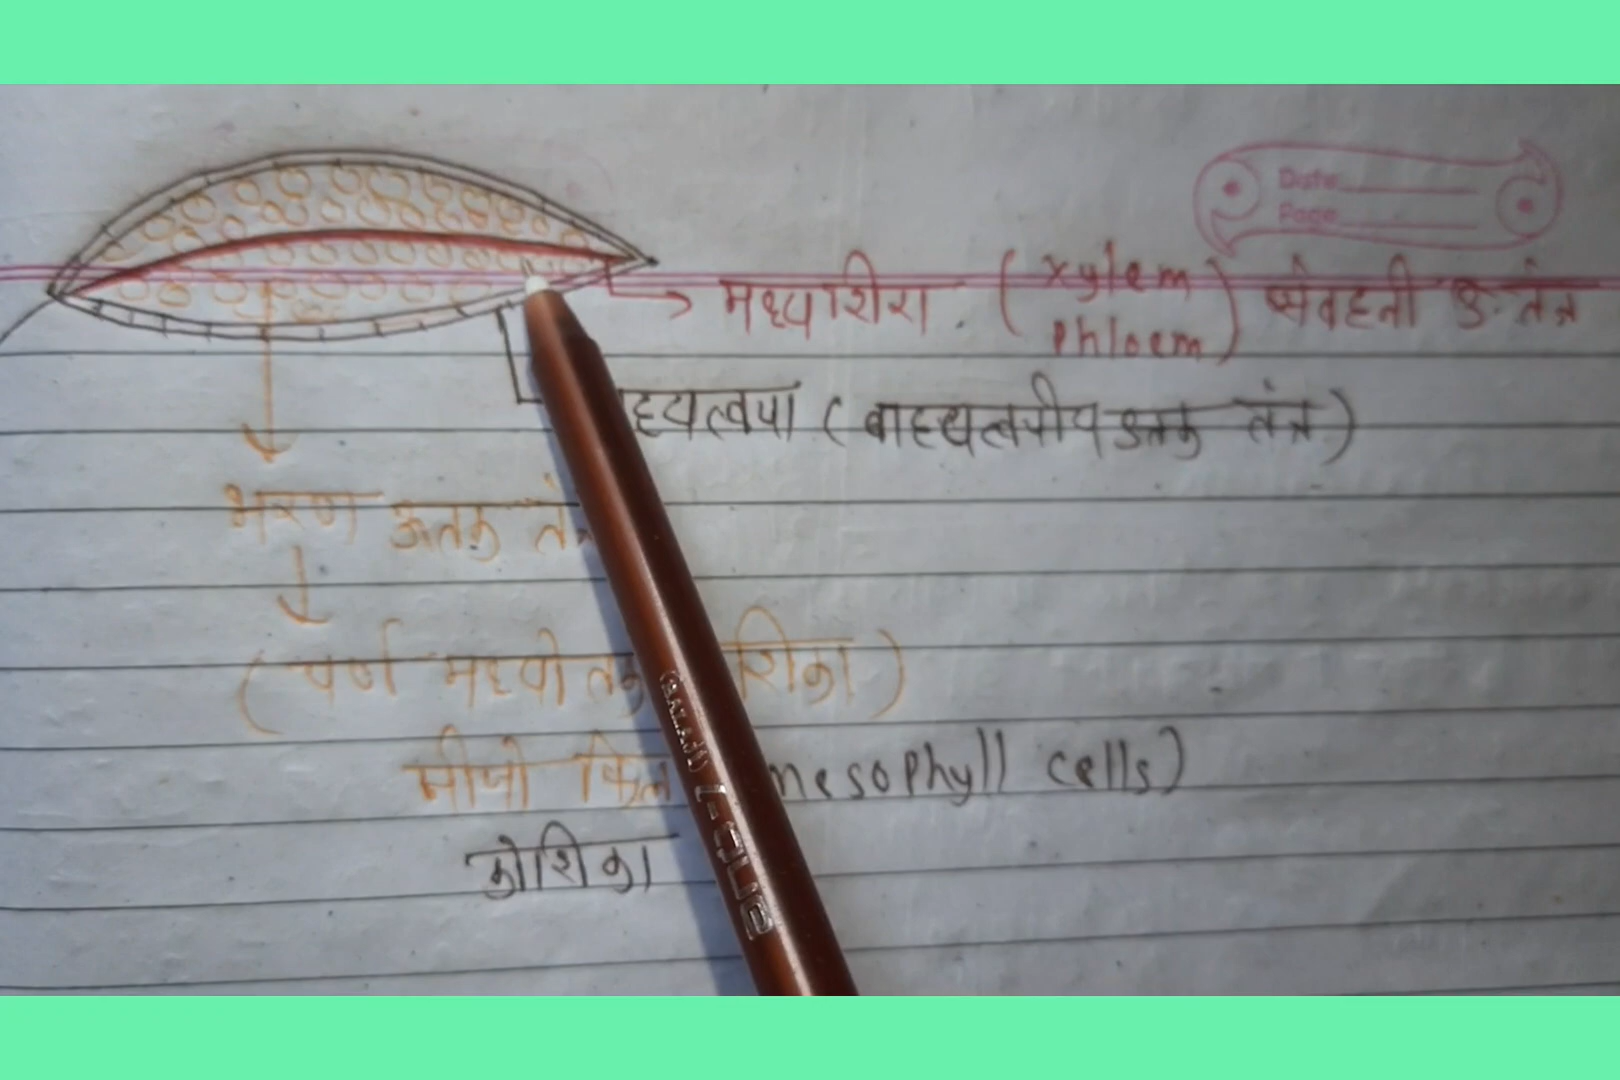 Date
Page
मध्यशिरा . ( xylem phloem ) संवहनी ऊ. तंत्र
ह्यत्वचा ( बाह्यत्वचीय ऊतक तंत्र )
भरण ऊतक
( पर्ण मध्योतक शिका )
मीजो mesophyll cells)
कोशिका